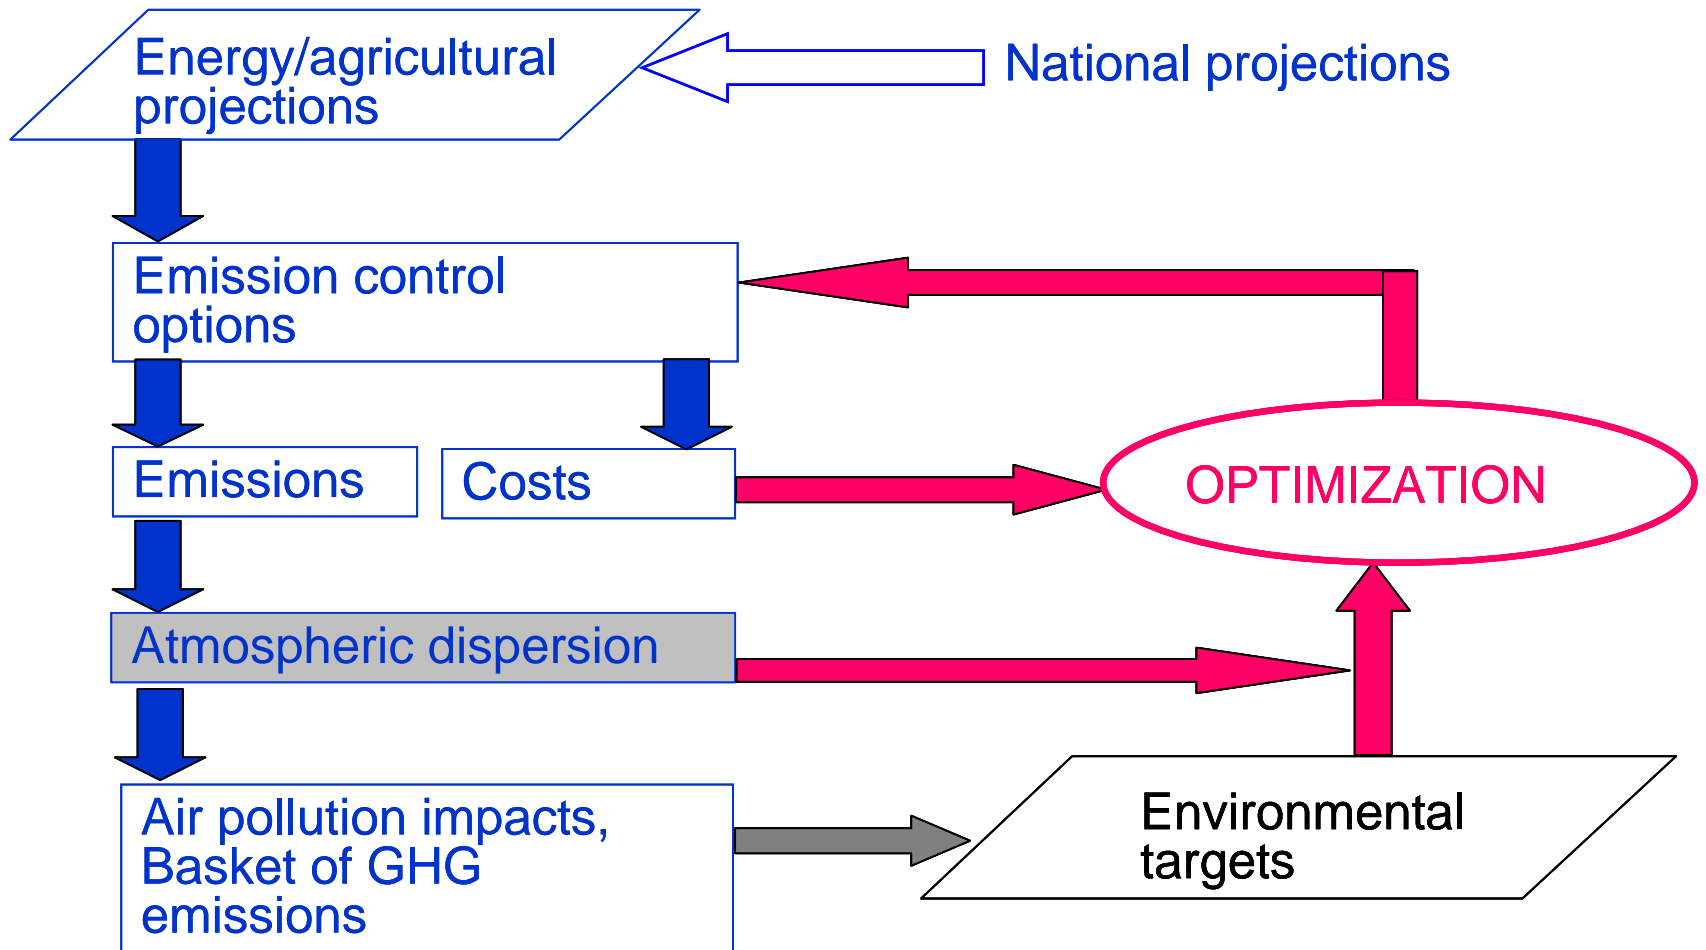 Energy/agricultural
projections
National projections
Emission control
options
Emissions
Costs
OPTIMIZATION
Atmospheric dispersion
Air pollution impacts,
Basket of GHG
emissions
Environmental
targets